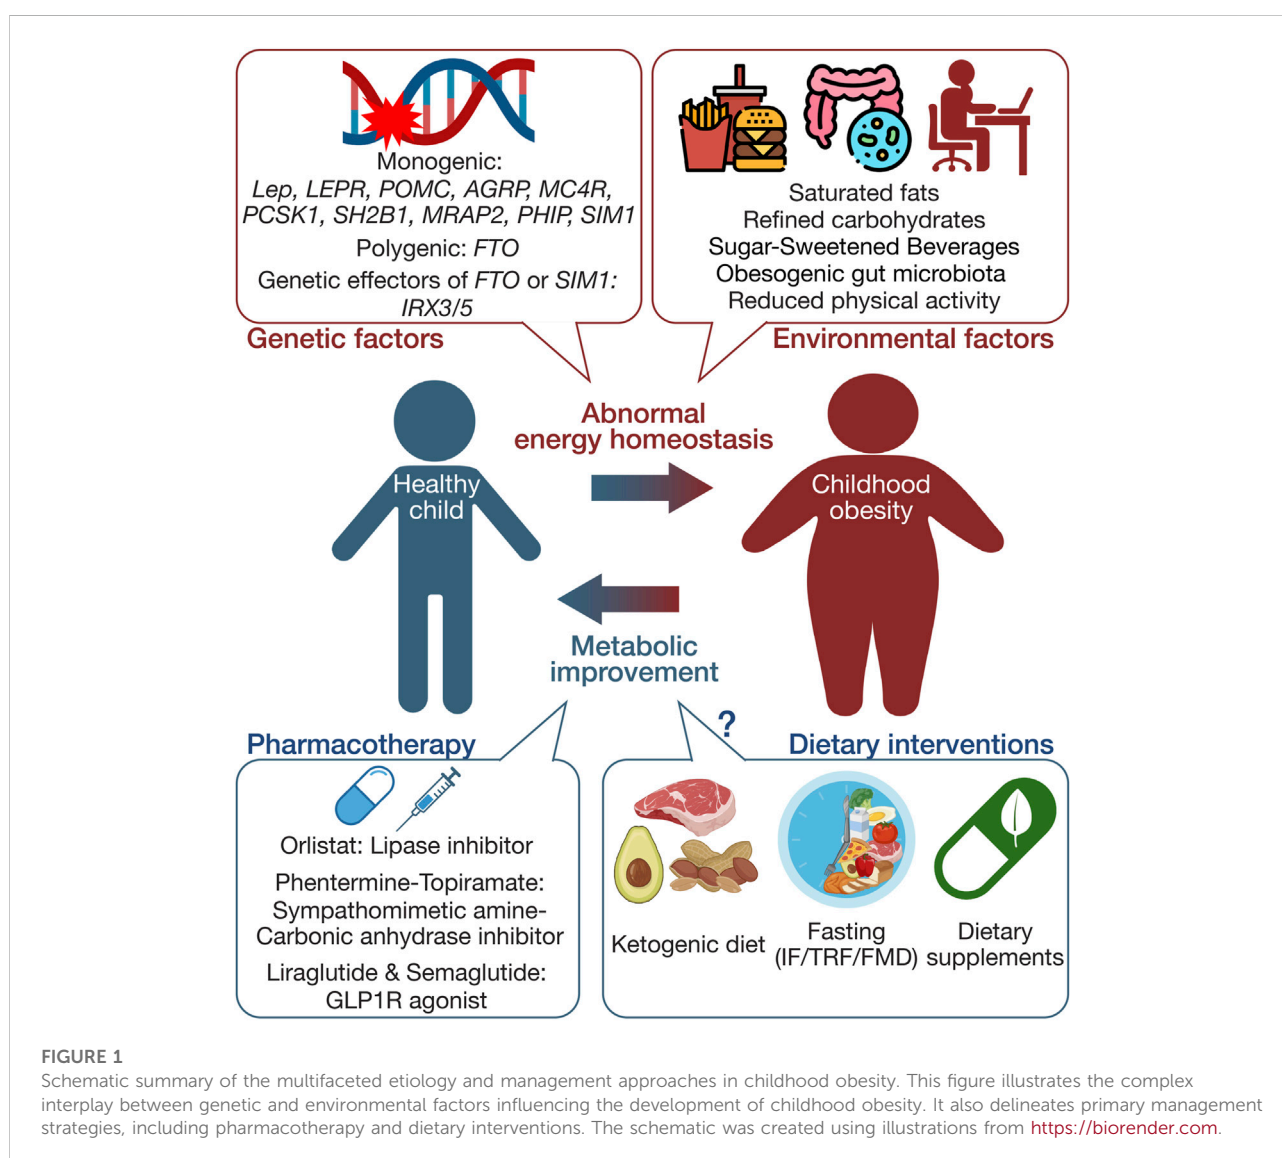 Monogenic:
Lep, LEPR, POMC, AGRP, MC4R,
PCSK1, SH2B1, MRAP2, PHIP, SIM1
Polygenic: FTO
Genetic effectors of FTO or SIM1:
IRX3/5
Genetic factors
Saturated fats
Refined carbohydrates
Sugar-Sweetened Beverages
Obesogenic gut microbiota
Reduced physical activity
Environmental factors
Abnormal
energy homeostasis
Healthy
child
Childhood
obesity
Metabolic
improvement
Pharmacotherapy
Orlistat: Lipase inhibitor
Phentermine-Topiramate:
Sympathomimetic amine-
Carbonic anhydrase inhibitor
Liraglutide & Semaglutide:
GLP1R agonist
?
Dietary interventions
Ketogenic diet
Fasting
(IF/TRF/FMD)
Dietary
supplements
FIGURE 1
Schematic summary of the multifaceted etiology and management approaches in childhood obesity. This figure illustrates the complex
interplay between genetic and environmental factors influencing the development of childhood obesity. It also delineates primary management
strategies, including pharmacotherapy and dietary interventions. The schematic was created using illustrations from https://biorender.com.